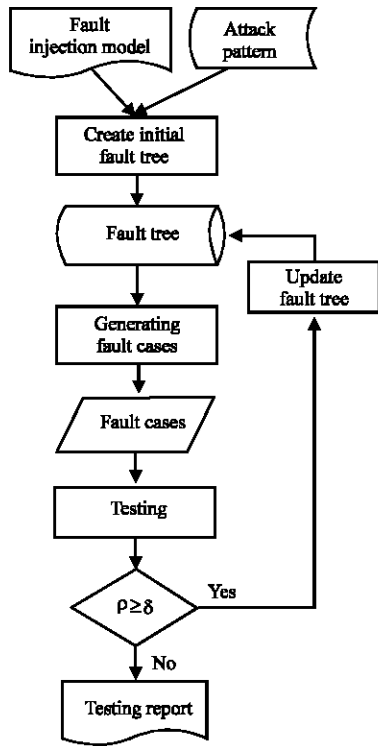 Fault
injection model
Attack
pattern
Create initial
fault tree
Fault tree
Update
fault tree
Generating
fault cases
Fault cases
Testing
ρ≥δ
Yes
No
Testing report